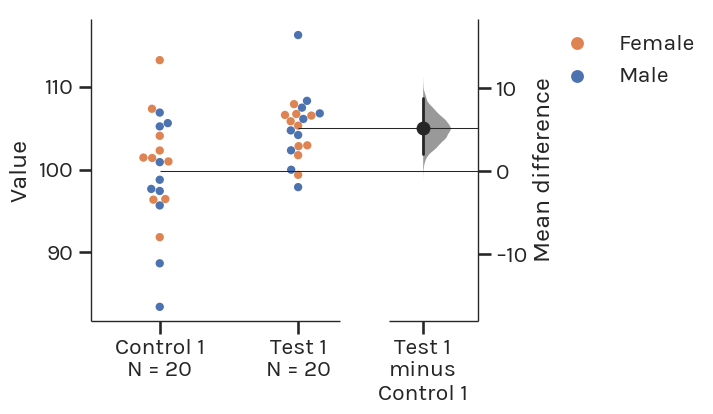 Female
Male
Value
110
100
90
10
0
−10
Mean difference
Control 1
N = 20
Test 1
N = 20
Test 1
minus
Control 1